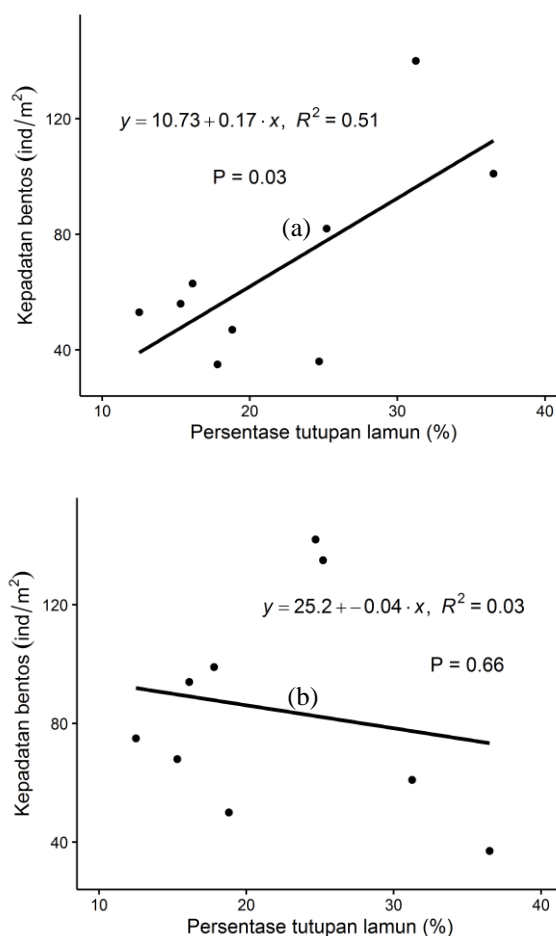 Kepadatan bentos (ind/m²)
120
80
40
y = 10.73 + 0.17 · x, R² = 0.51
P = 0.03
(a)
10 20 30 40
Persentase tutupan lamun (%)
Kepadatan bentos (ind/m²)
120
80
40
y = 25.2 + −0.04 · x, R² = 0.03
P = 0.66
(b)
10 20 30 40
Persentase tutupan lamun (%)